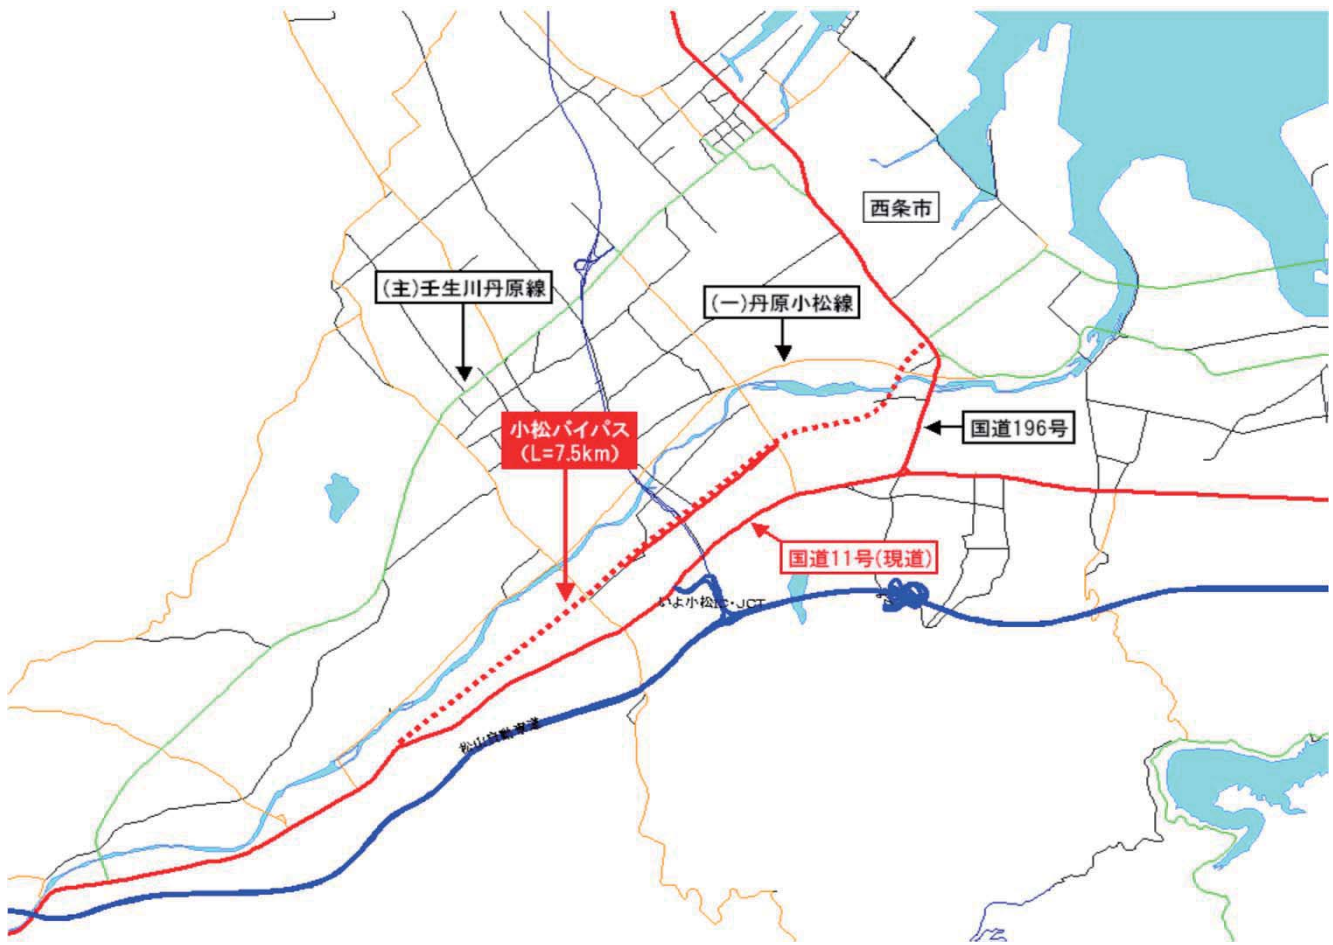 西条市
(主)壬生川丹原線
(一)丹原小松線
小松バイパス
(L=7.5km)
国道196号
国道11号(現道)
いよ小松IC・JCT
松山自動車道